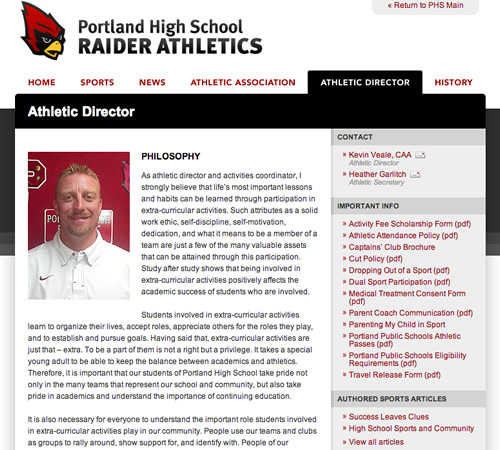 « Return to PHS Main
Portland High School
RAIDER ATHLETICS
HOME SPORTS NEWS ATHLETIC ASSOCIATION ATHLETIC DIRECTOR HISTORY
Athletic Director
PHILOSOPHY
As athletic director and activities coordinator, I
strongly believe that life's most important lessons
and habits can be learned through participation in
extra-curricular activities. Such attributes as a solid
work ethic, self-discipline, self-motivation,
dedication, and what it means to be a member of a
team are just a few of the many valuable assets
that can be attained through this participation.
Study after study shows that being involved in
extra-curricular activities positively affects the
academic success of students who are involved.
Students involved in extra-curricular activities
learn to organize their lives, accept roles, appreciate others for the roles they play,
and to establish and pursue goals. Having said that, extra-curricular activities are
just that – extra. To be a part of them is not a right but a privilege. It takes a special
young adult to be able to keep the balance between academics and athletics.
Therefore, it is important that our students of Portland High School take pride not
only in the many teams that represent our school and community, but also take
pride in academics and understand the importance of continuing education.
It is also necessary for everyone to understand the important role students involved
in extra-curricular activities play in our community. People use our teams and clubs
as groups to rally around, show support for, and identify with. People of our
CONTACT
» Kevin Veale, CAA
Athletic Director
» Heather Garlitch
Athletic Secretary
IMPORTANT INFO
» Activity Fee Scholarship Form (pdf)
» Athletic Attendance Policy (pdf)
» Captains' Club Brochure
» Cut Policy (pdf)
» Dropping Out of a Sport (pdf)
» Dual Sport Participation (pdf)
» Medical Treatment Consent Form
(pdf)
» Parent Coach Communication (pdf)
» Parenting My Child in Sport
» Portland Public Schools Athletic
Passes (pdf)
» Portland Public Schools Eligibility
Requirements (pdf)
» Travel Release Form (pdf)
AUTHORED SPORTS ARTICLES
» Success Leaves Clues
» High School Sports and Community
» View all articles